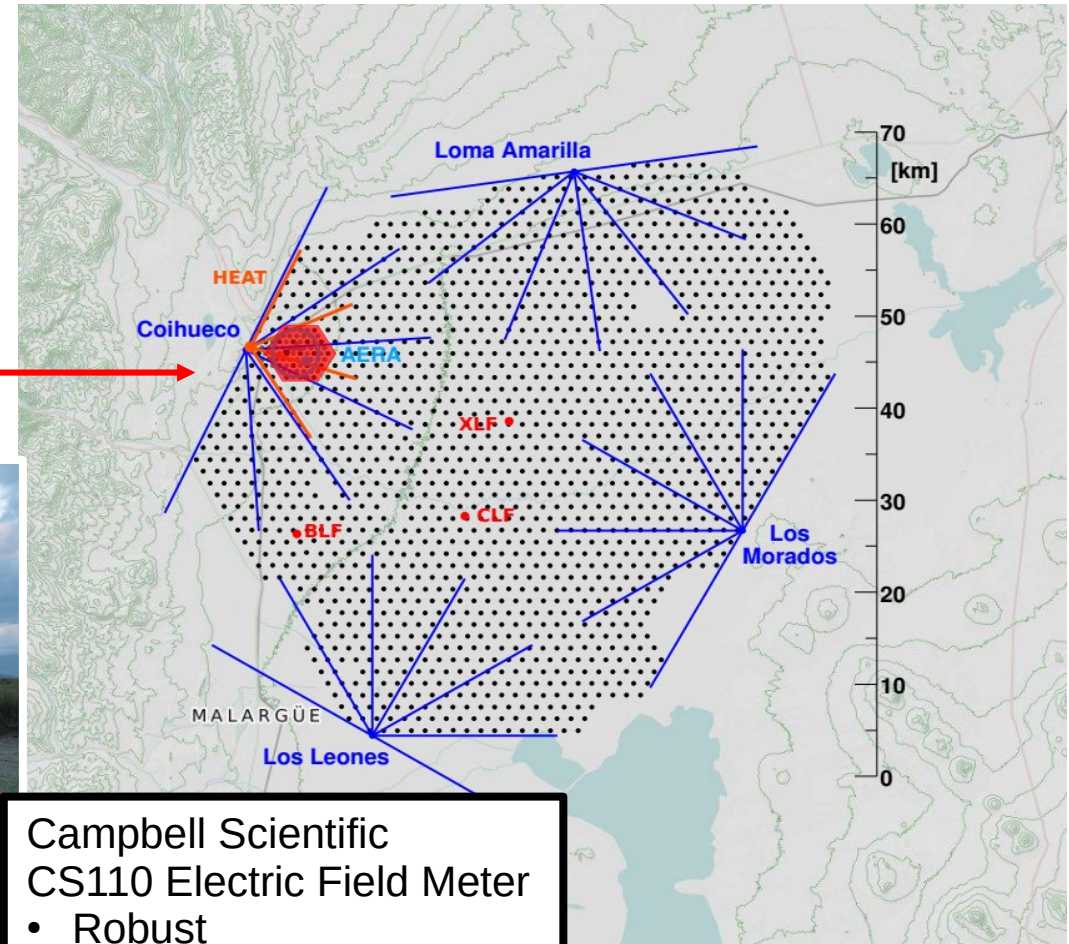 Loma Amarilla
70
[km]
60
HEAT
Coihueco
50
AERA
XLF
40
CLF
30
BLF
Los
Morados
20
10
MALARGÜE
Los Leones
0
Campbell Scientific
CS110 Electric Field Meter
• Robust